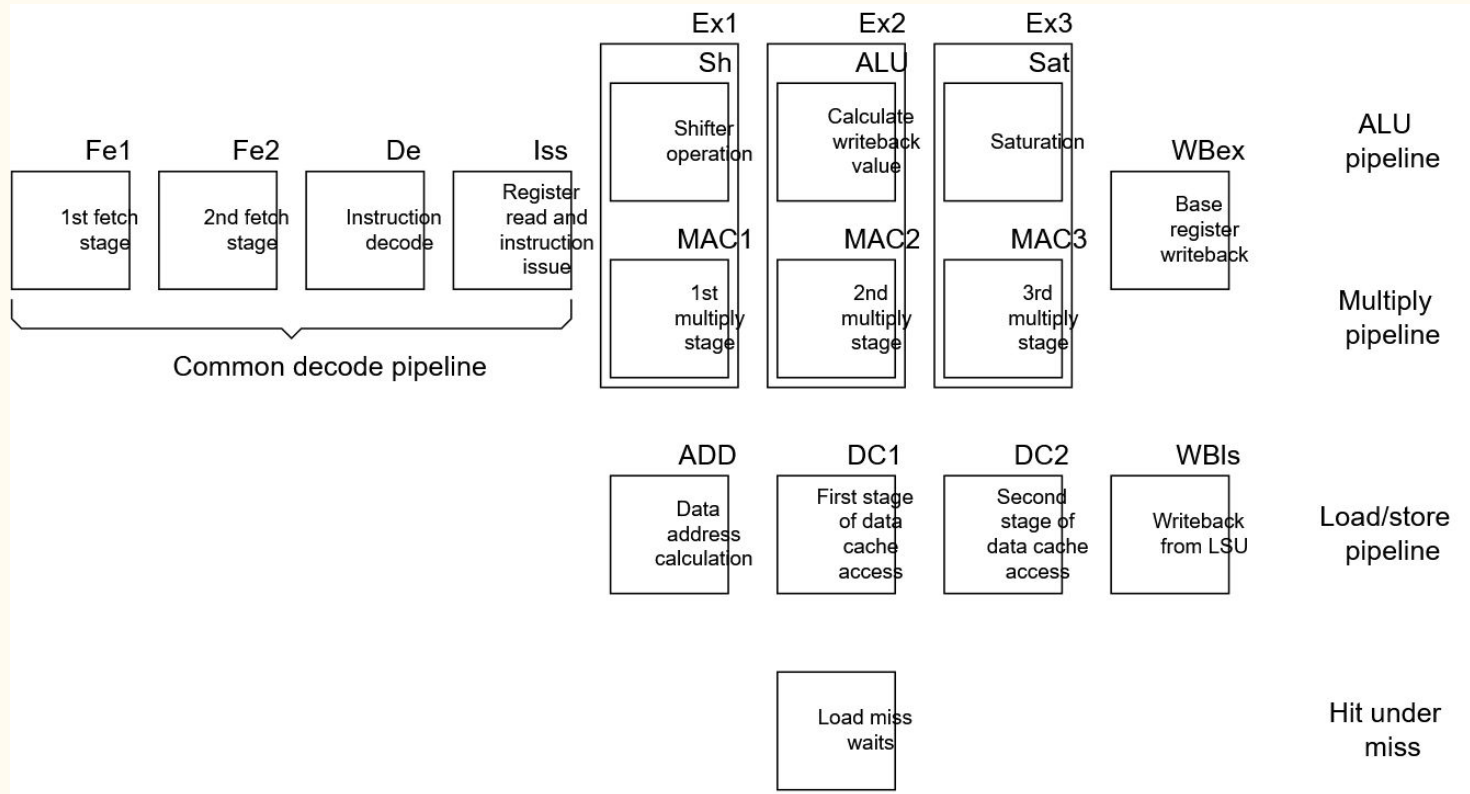 Ex1
Ex2
Ex3
Sh
ALU
Sat
Shifter
operation
Calculate
writeback
value
Saturation
ALU
pipeline
Fe1
Fe2
De
Iss
WBex
1st fetch
stage
2nd fetch
stage
Instruction
decode
Register
read and
instruction
issue
Base
register
writeback
MAC1
MAC2
MAC3
1st
multiply
stage
2nd
multiply
stage
3rd
multiply
stage
Multiply
pipeline
Common decode pipeline
ADD
DC1
DC2
WBls
Data
address
calculation
First stage
of data
cache
access
Second
stage of
data cache
access
Writeback
from LSU
Load/store
pipeline
Load miss
waits
Hit under
miss